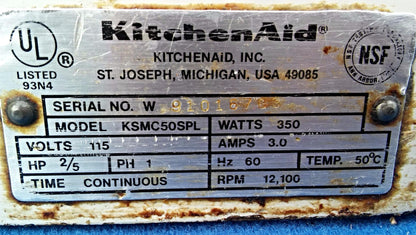 UL®
KitchenAid®
KITCHENAID, INC.
ST. JOSEPH, MICHIGAN, USA 49085
LISTED
93N4
NSF
SERIAL NO. W
MODEL KSMC50SPL WATTS 350
VOLTS 115 AMPS 3.0
HP 2/5 PH 1 Hz 60 TEMP. 50°C
TIME CONTINUOUS RPM 12,100